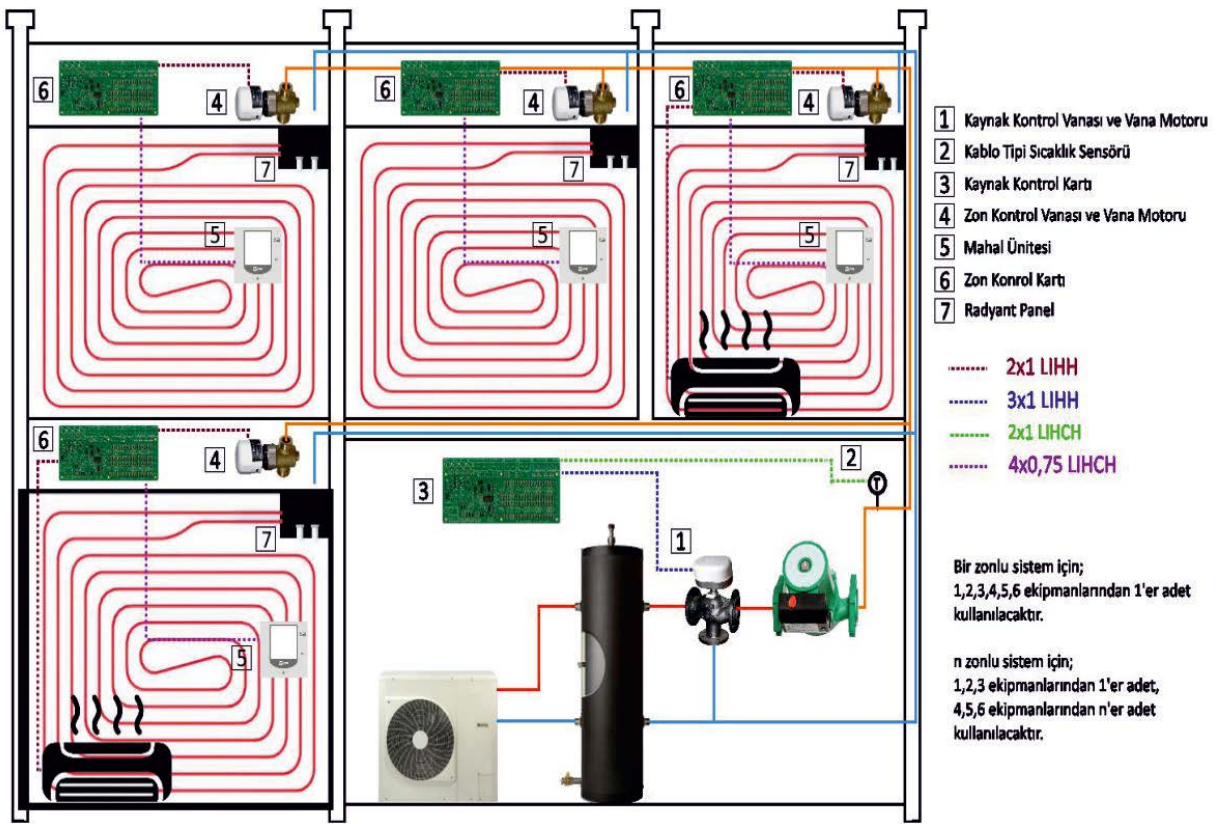 6
4
6
4
6
4
7
7
7
5
5
5
6
4
7
5
3
2
T
1
1 Kaynak Kontrol Vanası ve Vana Motoru
2 Kablo Tipi Sıcaklık Sensörü
3 Kaynak Kontrol Kartı
4 Zon Kontrol Vanası ve Vana Motoru
5 Mahal Ünitesi
6 Zon Konrol Kartı
7 Radyant Panel
2x1 LIHH
3x1 LIHH
2x1 LIHCH
4x0,75 LIHCH
Bir zonlu sistem için;
1,2,3,4,5,6 ekipmanlarından 1'er adet
kullanılacaktır.
n zonlu sistem için;
1,2,3 ekipmanlarından 1'er adet,
4,5,6 ekipmanlarından n'er adet
kullanılacaktır.